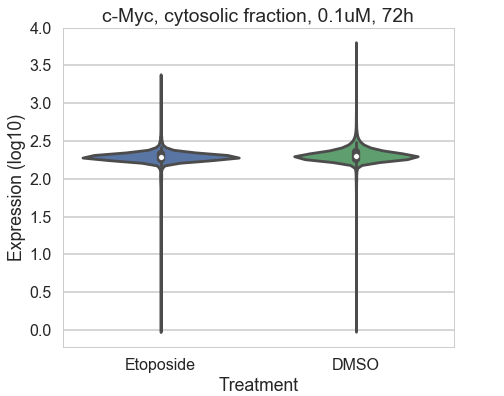 c-Myc, cytosolic fraction, 0.1uM, 72h
4.0
3.5
3.0
2.5
2.0
1.5
1.0
0.5
0.0
Expression (log10)
Etoposide DMSO
Treatment